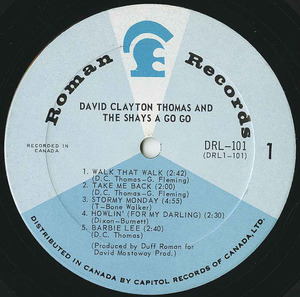 Roman Records
DAVID CLAYTON THOMAS AND
THE SHAYS A GO GO
RECORDED IN
CANADA
DRL-101
(DRL1-101)
1
1. WALK THAT WALK (2:42)
(D.C. Thomas-G. Fleming)
2. TAKE ME BACK (2:00)
(D.C. Thomas-G. Fleming)
3. STORMY MONDAY (4:55)
(T-Bone Walker)
4. HOWLIN' (FOR MY DARLING) (2:30)
(Dixon-Burnett)
5. BARBIE LEE (2:40)
(D.C. Thomas)
(Produced by Duff Roman for
David Mastoway Prod.)
DISTRIBUTED IN CANADA BY CAPITOL RECORDS OF CANADA, LTD.